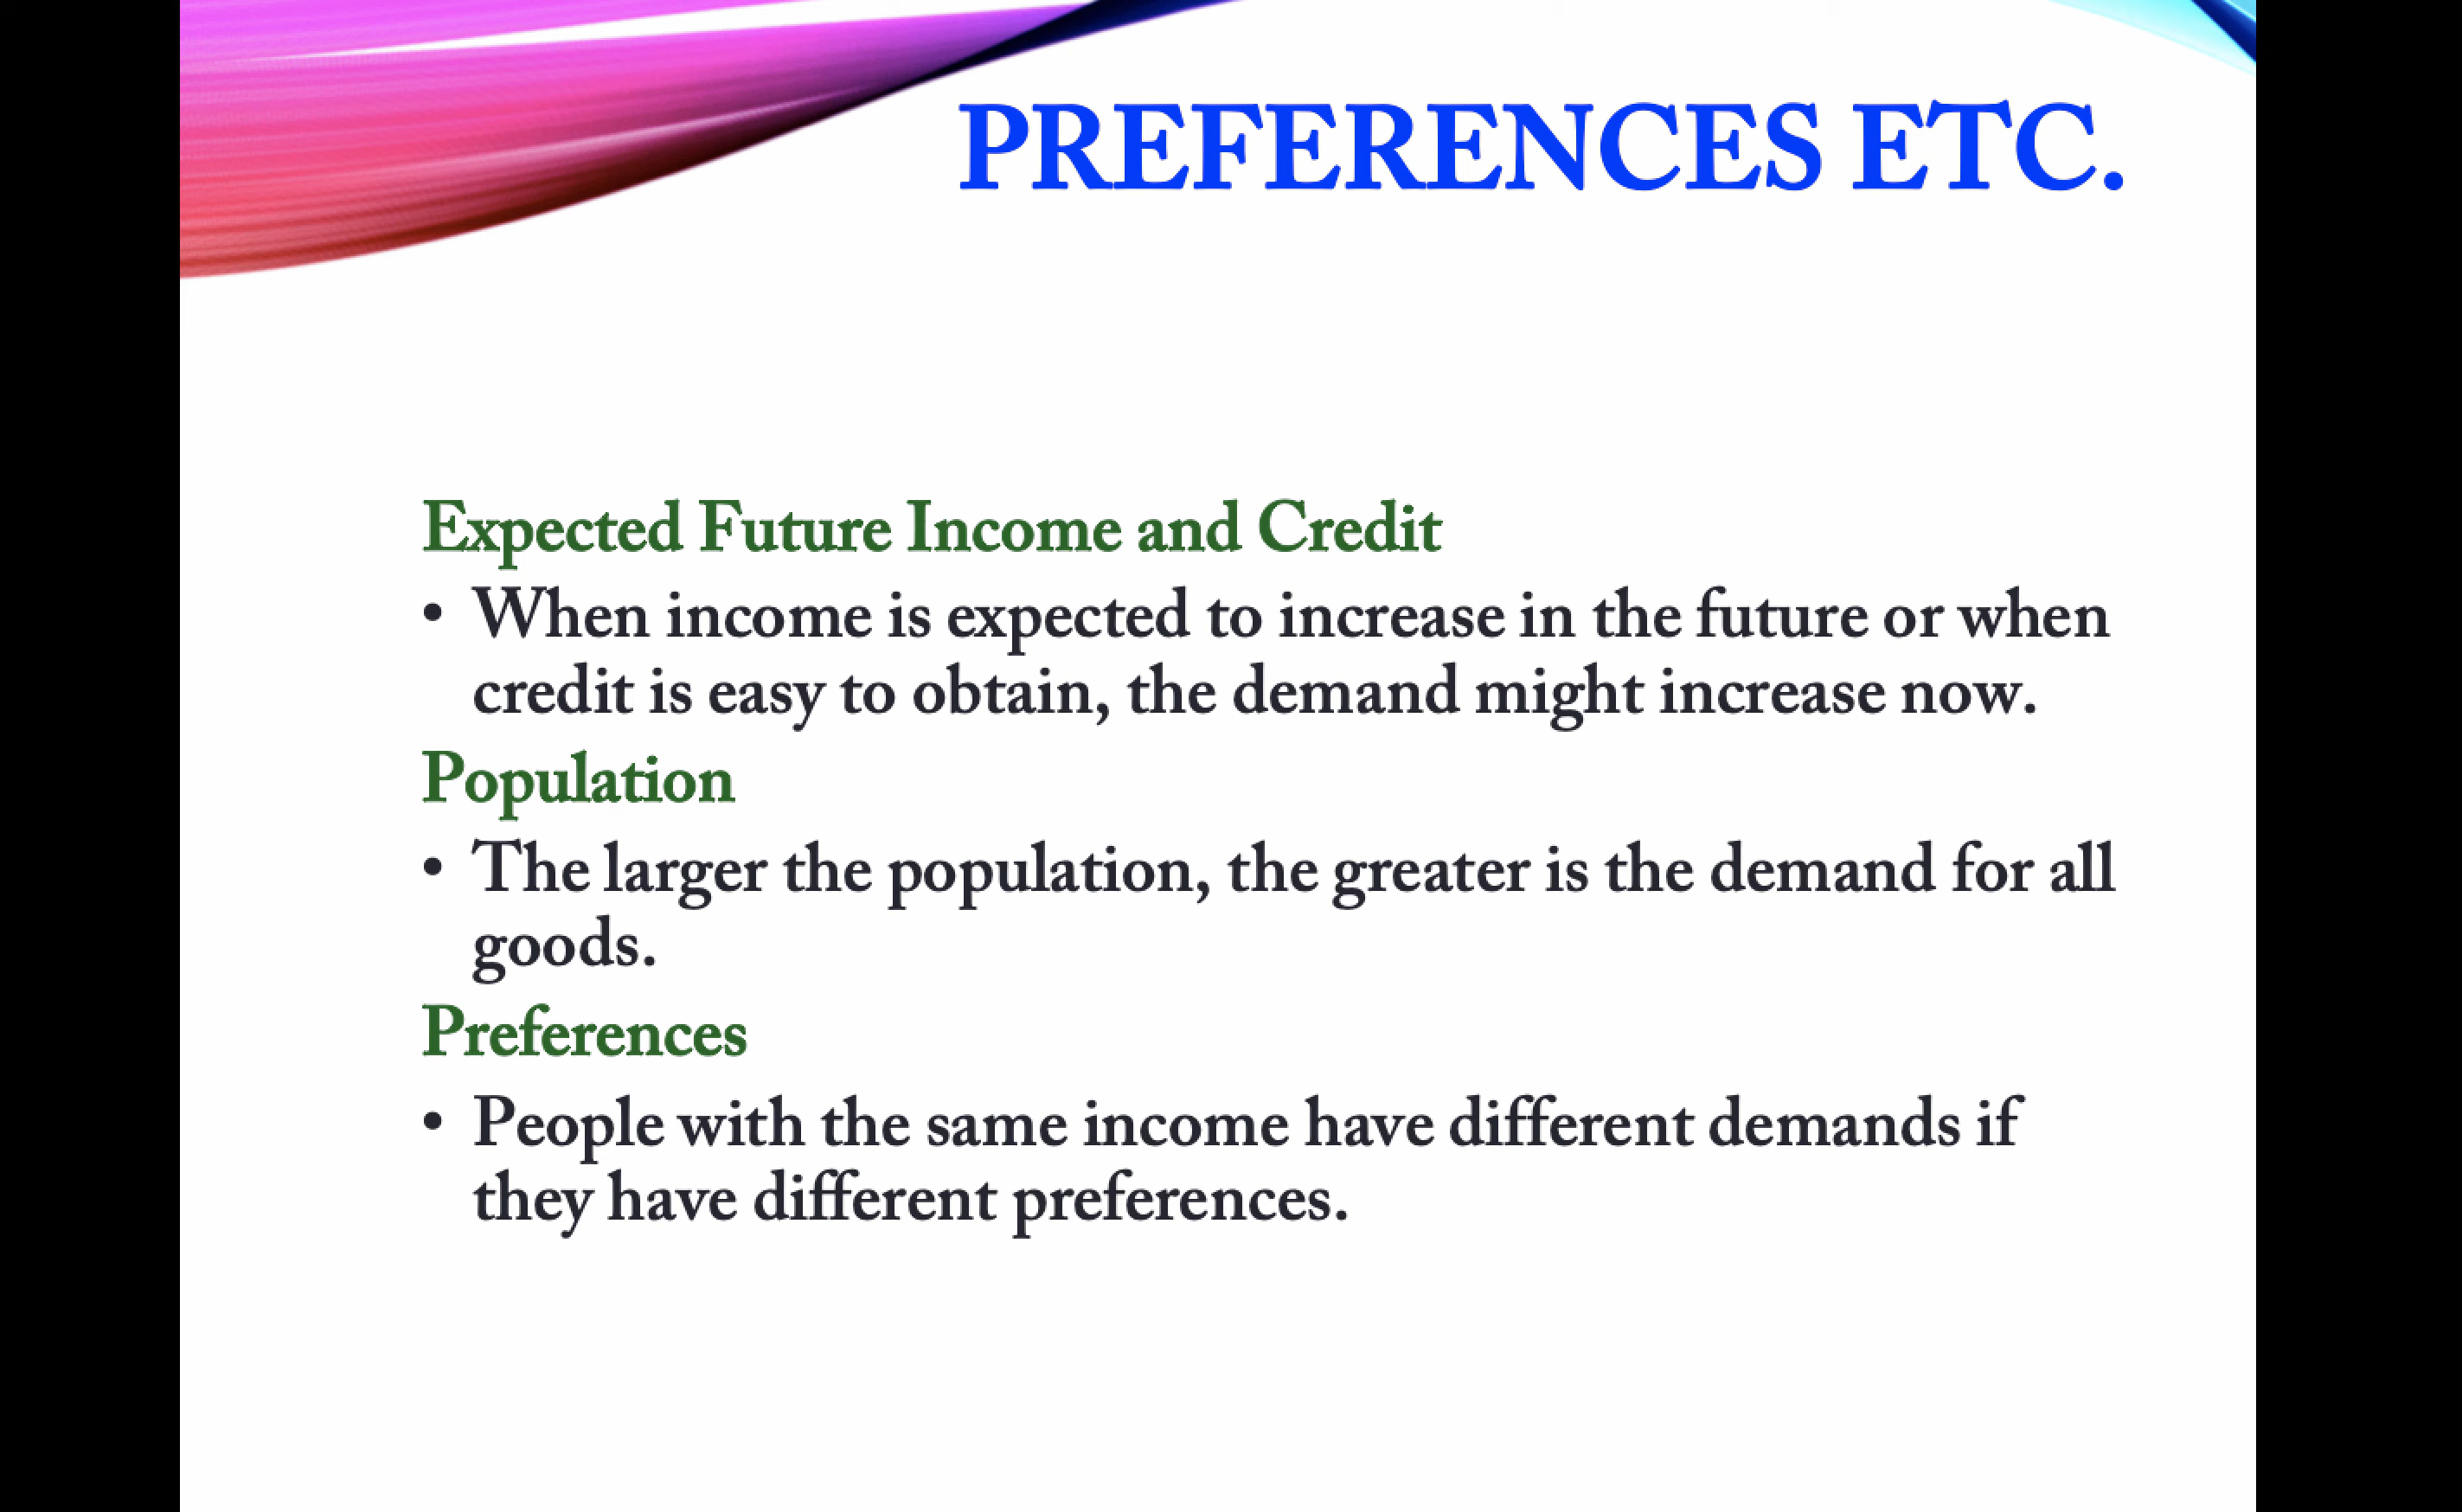 PREFERENCES ETC.
Expected Future Income and Credit
• When income is expected to increase in the future or when
credit is easy to obtain, the demand might increase now.
Population
• The larger the population, the greater is the demand for all
goods.
Preferences
• People with the same income have different demands if
they have different preferences.